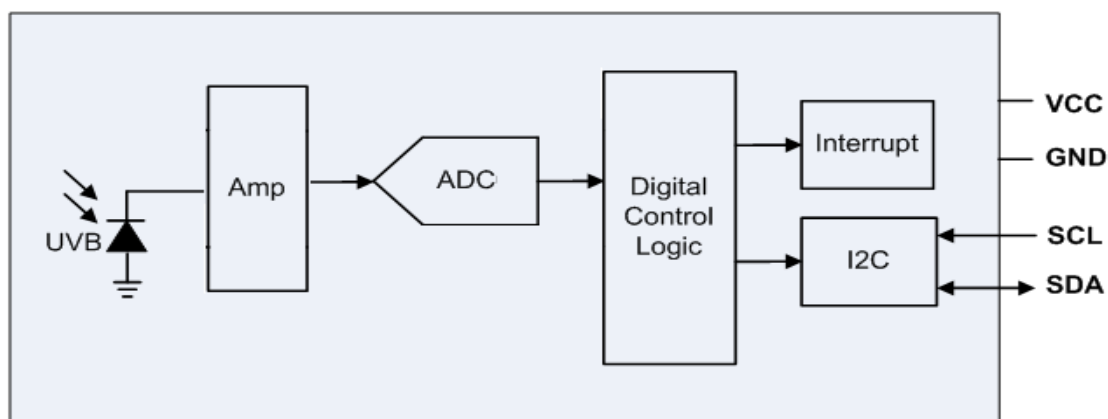 UVB
Amp
ADC
Digital
Control
Logic
Interrupt
I2C
VCC
GND
SCL
SDA